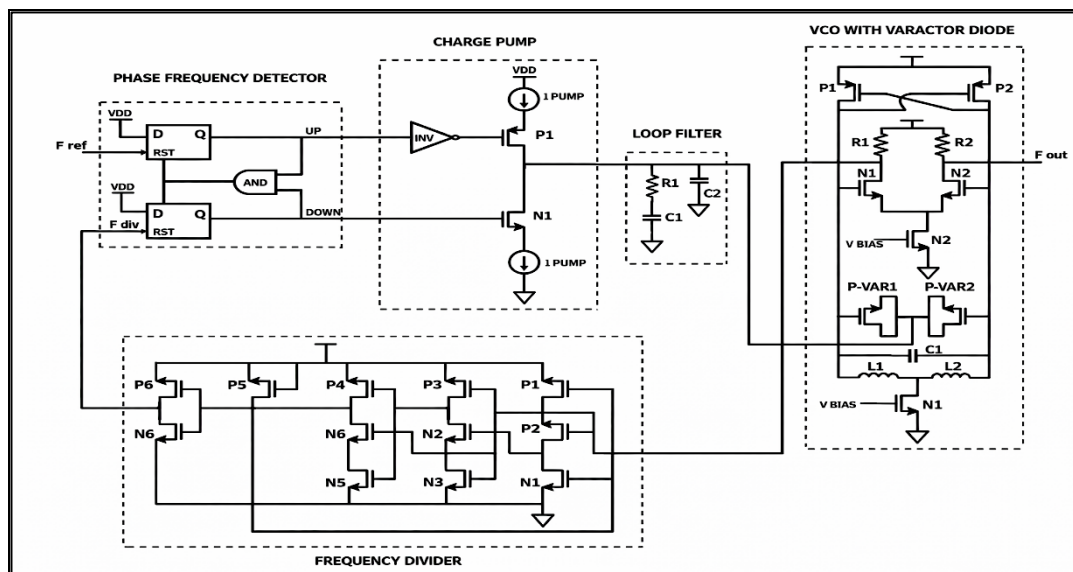 VCO WITH VARACTOR DIODE
CHARGE PUMP
PHASE FREQUENCY DETECTOR
VDD
D Q
F ref
RST
UP
AND
VDD
D Q
F div
RST
DOWN
VDD
1 PUMP
INV
P1
N1
1 PUMP
LOOP FILTER
R1
C2
C1
P1 P2
R1 R2
F out
N1 N2
V BIAS
N2
P-VAR1 P-VAR2
C1
L1 L2
V BIAS
N1
P6 P5 P4 P3 P1
N6 N6 N2 P2
N5 N3 N1
FREQUENCY DIVIDER